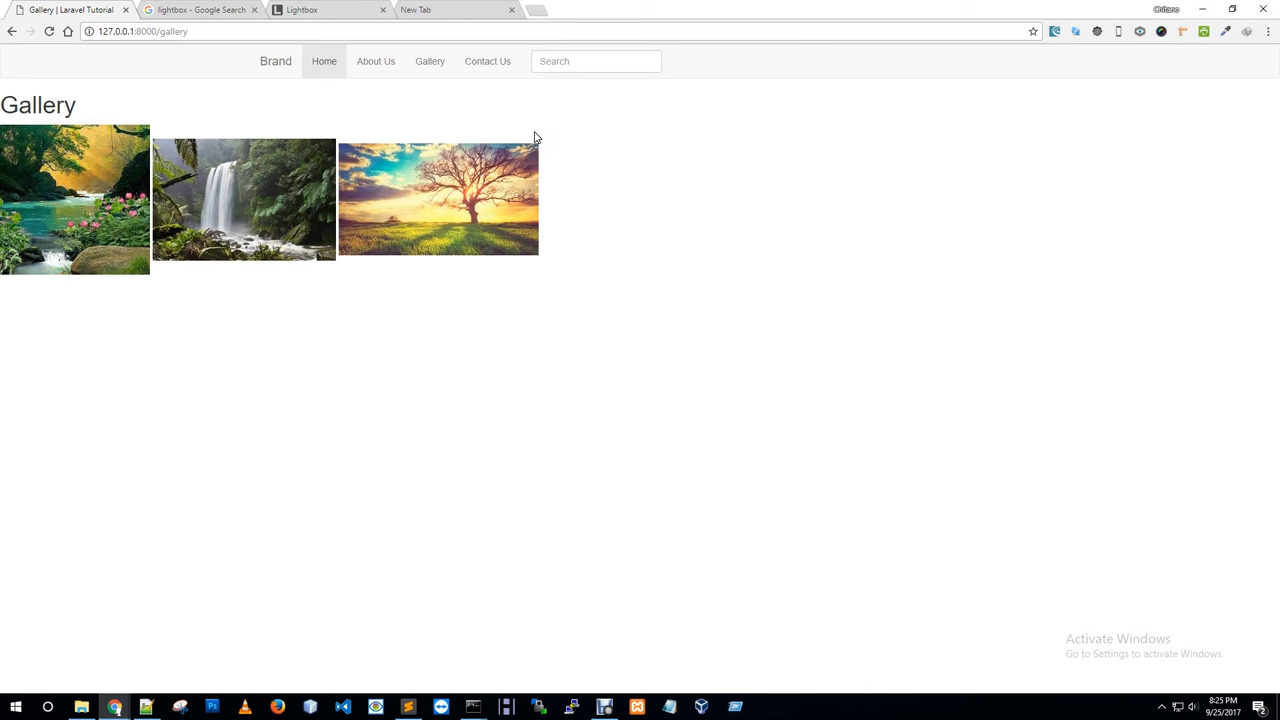 Gallery | Laravel Tutorial
lightbox - Google Search
Lightbox
New Tab
Chitano
127.0.0.1:8000/gallery
Brand
Home
About Us
Gallery
Contact Us
Search
Gallery
Activate Windows
Go to Settings to activate Windows.
8:25 PM
9/25/2017